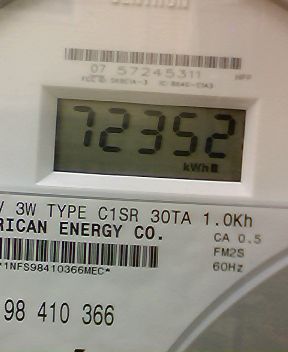 07 57245311
72352
kWh
V 3W TYPE C1SR 30TA 1.0Kh
RICAN ENERGY CO.
CA 0.5
FM2S
60Hz
*1NFS98410366MEC*
98 410 366